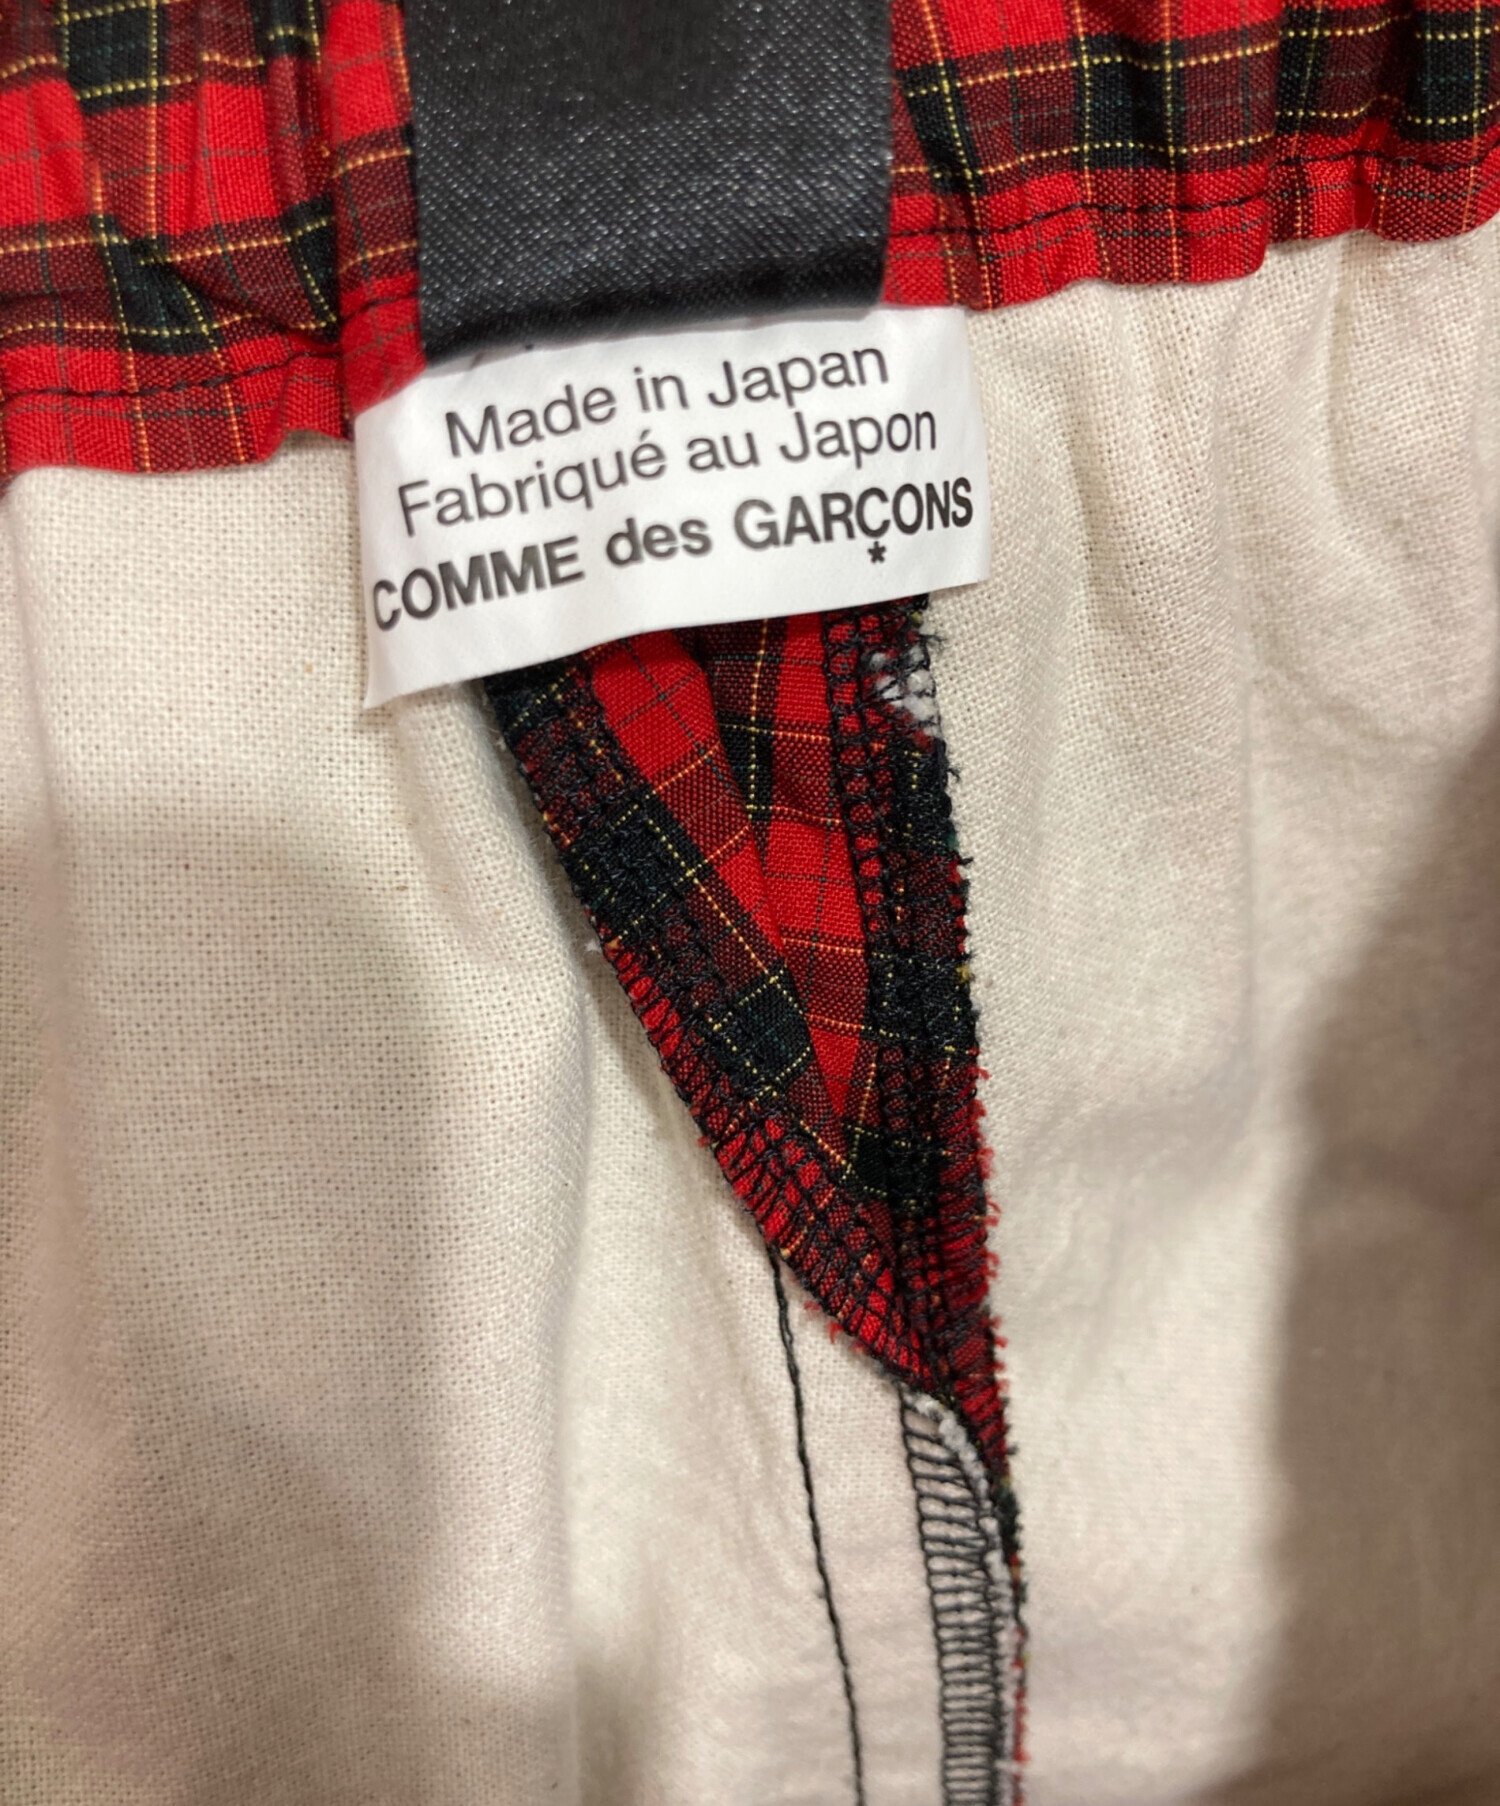 Made in Japan
Fabriqué au Japon
COMME des GARÇONS
*